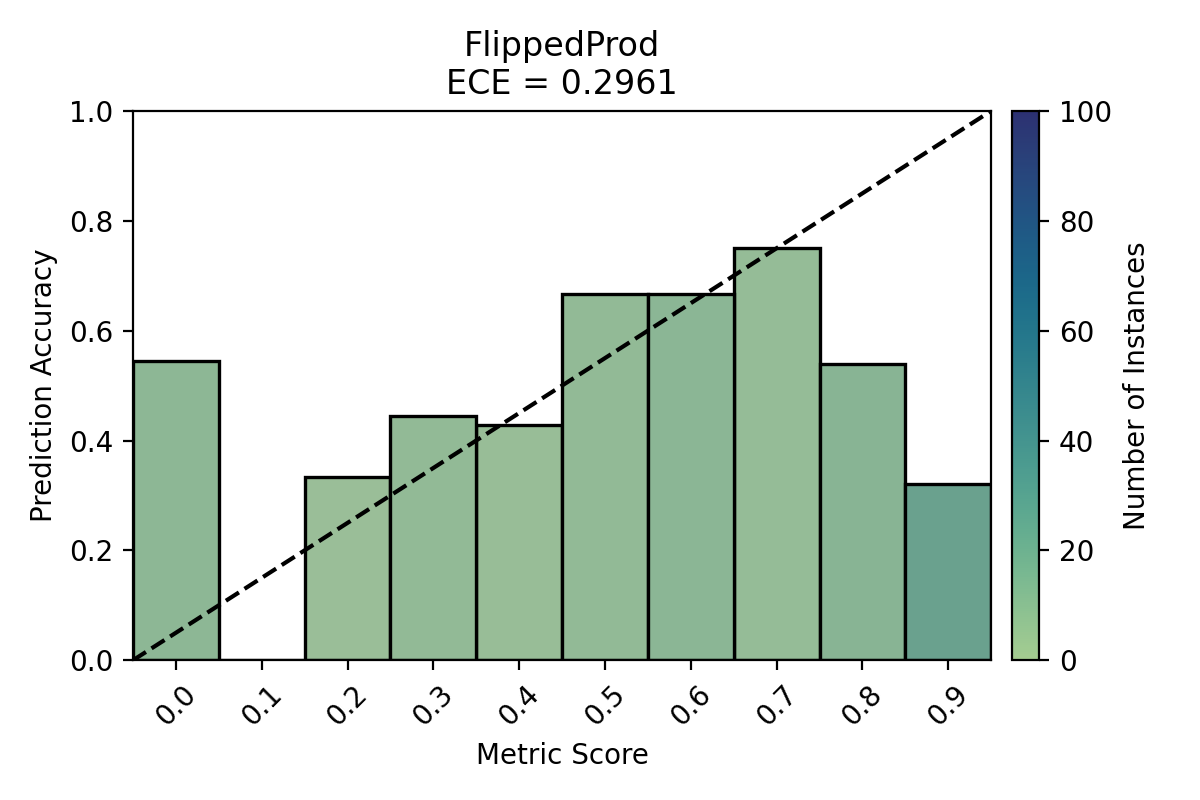 FlippedProd
ECE = 0.2961
Prediction Accuracy
1.0
0.8
0.6
0.4
0.2
0.0
0.0 0.1 0.2 0.3 0.4 0.5 0.6 0.7 0.8 0.9
Metric Score
100
80
60
40
20
0
Number of Instances